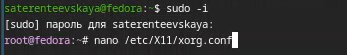 saterenteevskaya@fedora:~$ sudo -i
[sudo] пароль для saterenteevskaya:
root@fedora:~# nano /etc/X11/xorg.conf